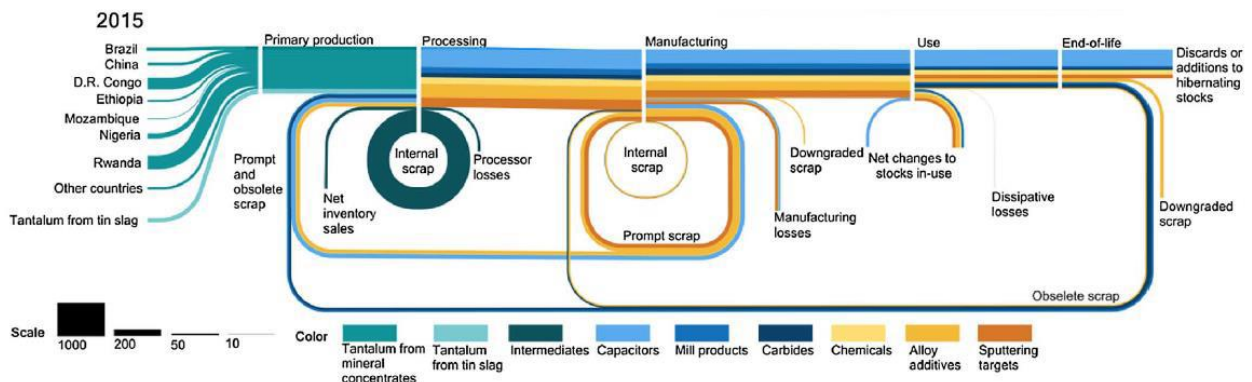 2015
Brazil
China
D.R. Congo
Ethiopia
Mozambique
Nigeria
Rwanda
Other countries
Tantalum from tin slag
Primary production
Processing
Manufacturing
Use
End-of-life
Discards or
additions to
hibernating
stocks
Prompt
and
obsolete
scrap
Net
inventory
sales
Internal
scrap
Processor
losses
Internal
scrap
Prompt scrap
Downgraded
scrap
Manufacturing
losses
Net changes to
stocks in-use
Dissipative
losses
Downgraded
scrap
Obselete scrap
Scale
1000
200
50
10
Color
Tantalum from
mineral
concentrates
Tantalum
from tin slag
Intermediates
Capacitors
Mill products
Carbides
Chemicals
Alloy
additives
Sputtering
targets